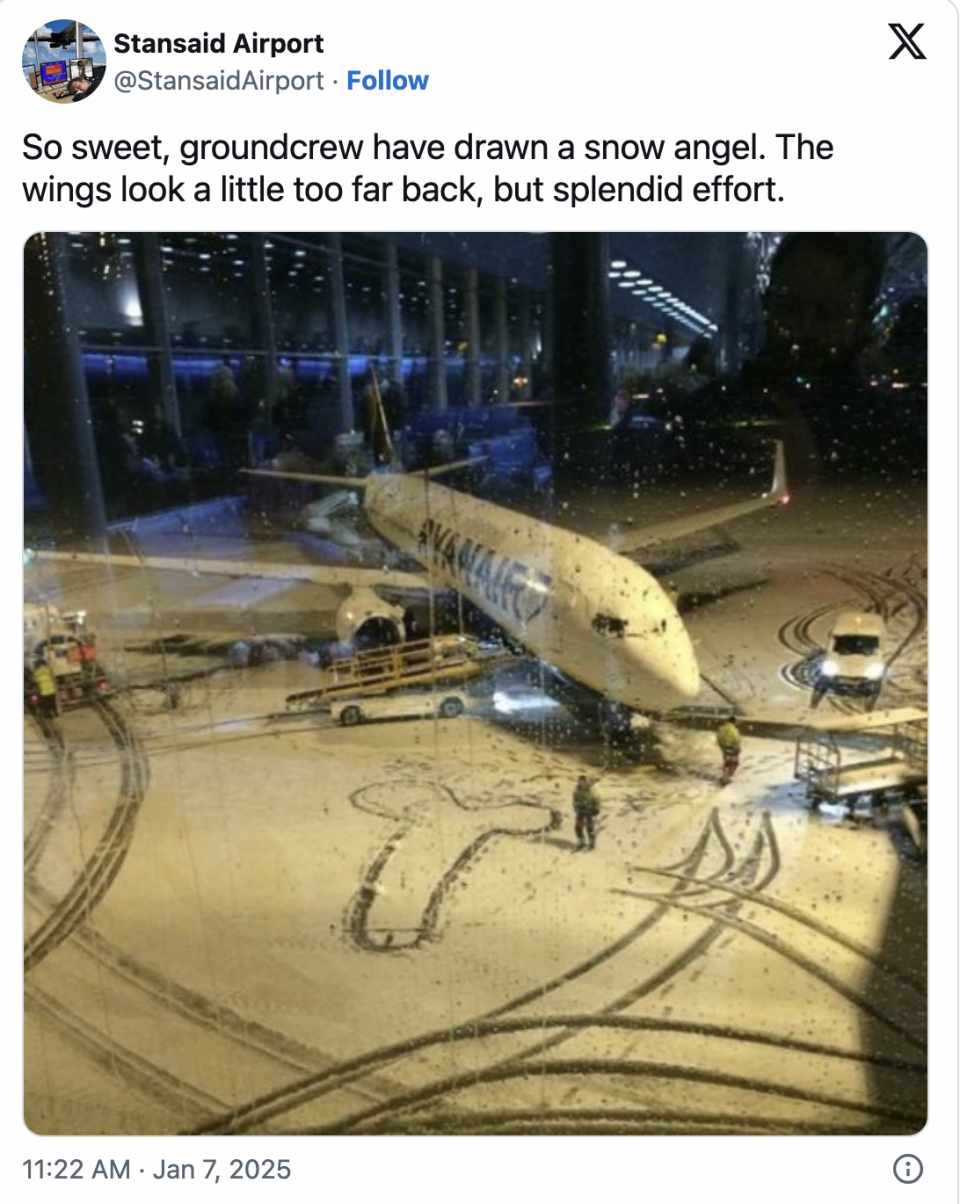 Stansaid Airport
@StansaidAirport · Follow
So sweet, groundcrew have drawn a snow angel. The
wings look a little too far back, but splendid effort.
RYANAIR
11:22 AM · Jan 7, 2025